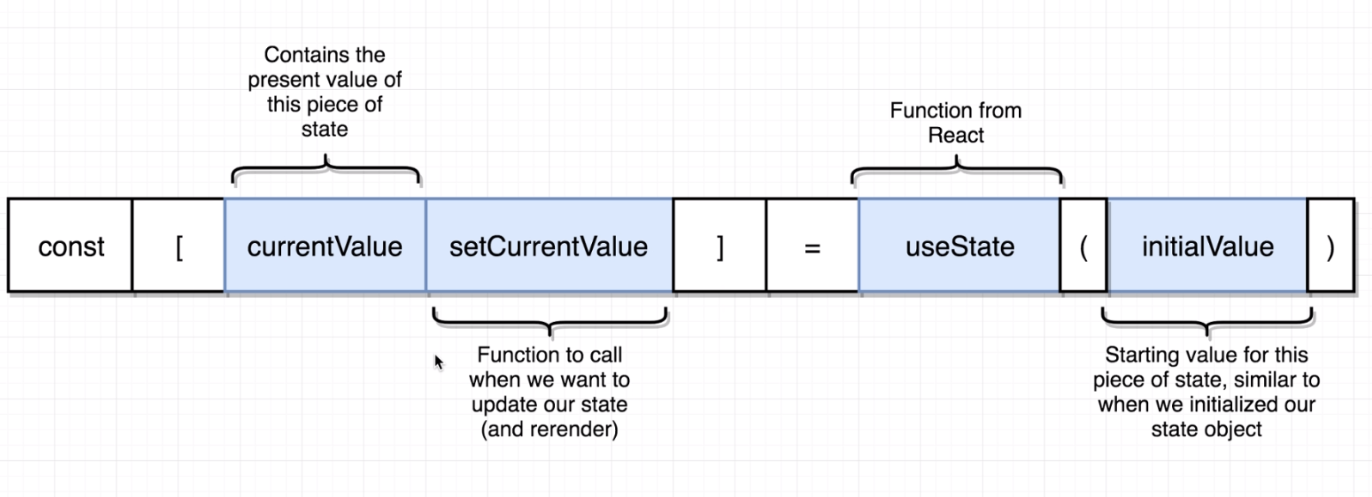 Contains the
present value of
this piece of
state
Function from
React
const [ currentValue setCurrentValue ] = useState ( initialValue )
Function to call
when we want to
update our state
(and rerender)
Starting value for this
piece of state, similar to
when we initialized our
state object